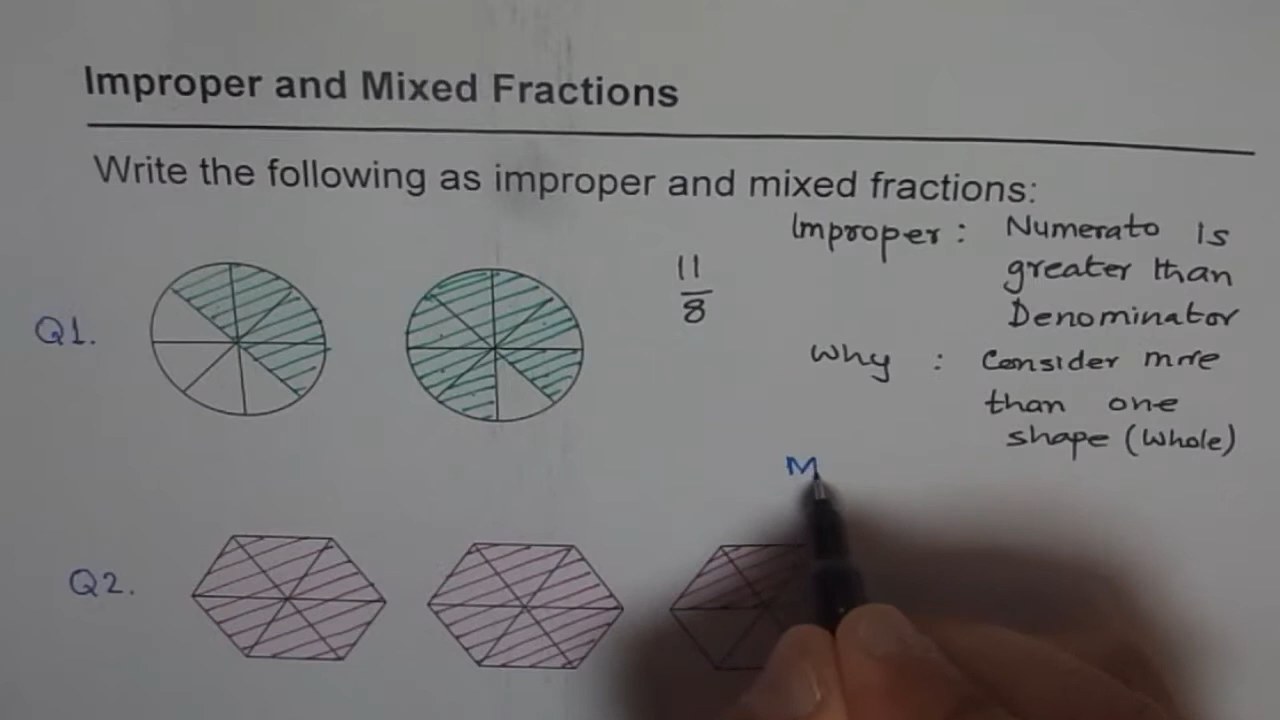 Improper and Mixed Fractions
Write the following as improper and mixed fractions:
Improper : Numerato is
greater than
Denominator
Q1.
11
8
Why : Consider more
than one
shape (Whole)
M
Q2.